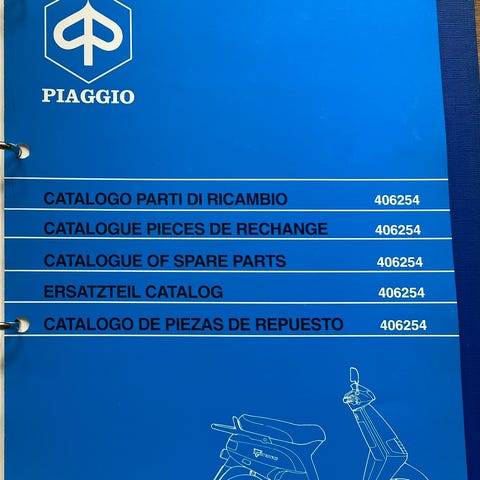 PIAGGIO
CATALOGO PARTI DI RICAMBIO 406254
CATALOGUE PIECES DE RECHANGE 406254
CATALOGUE OF SPARE PARTS 406254
ERSATZTEIL CATALOG 406254
CATALOGO DE PIEZAS DE REPUESTO 406254